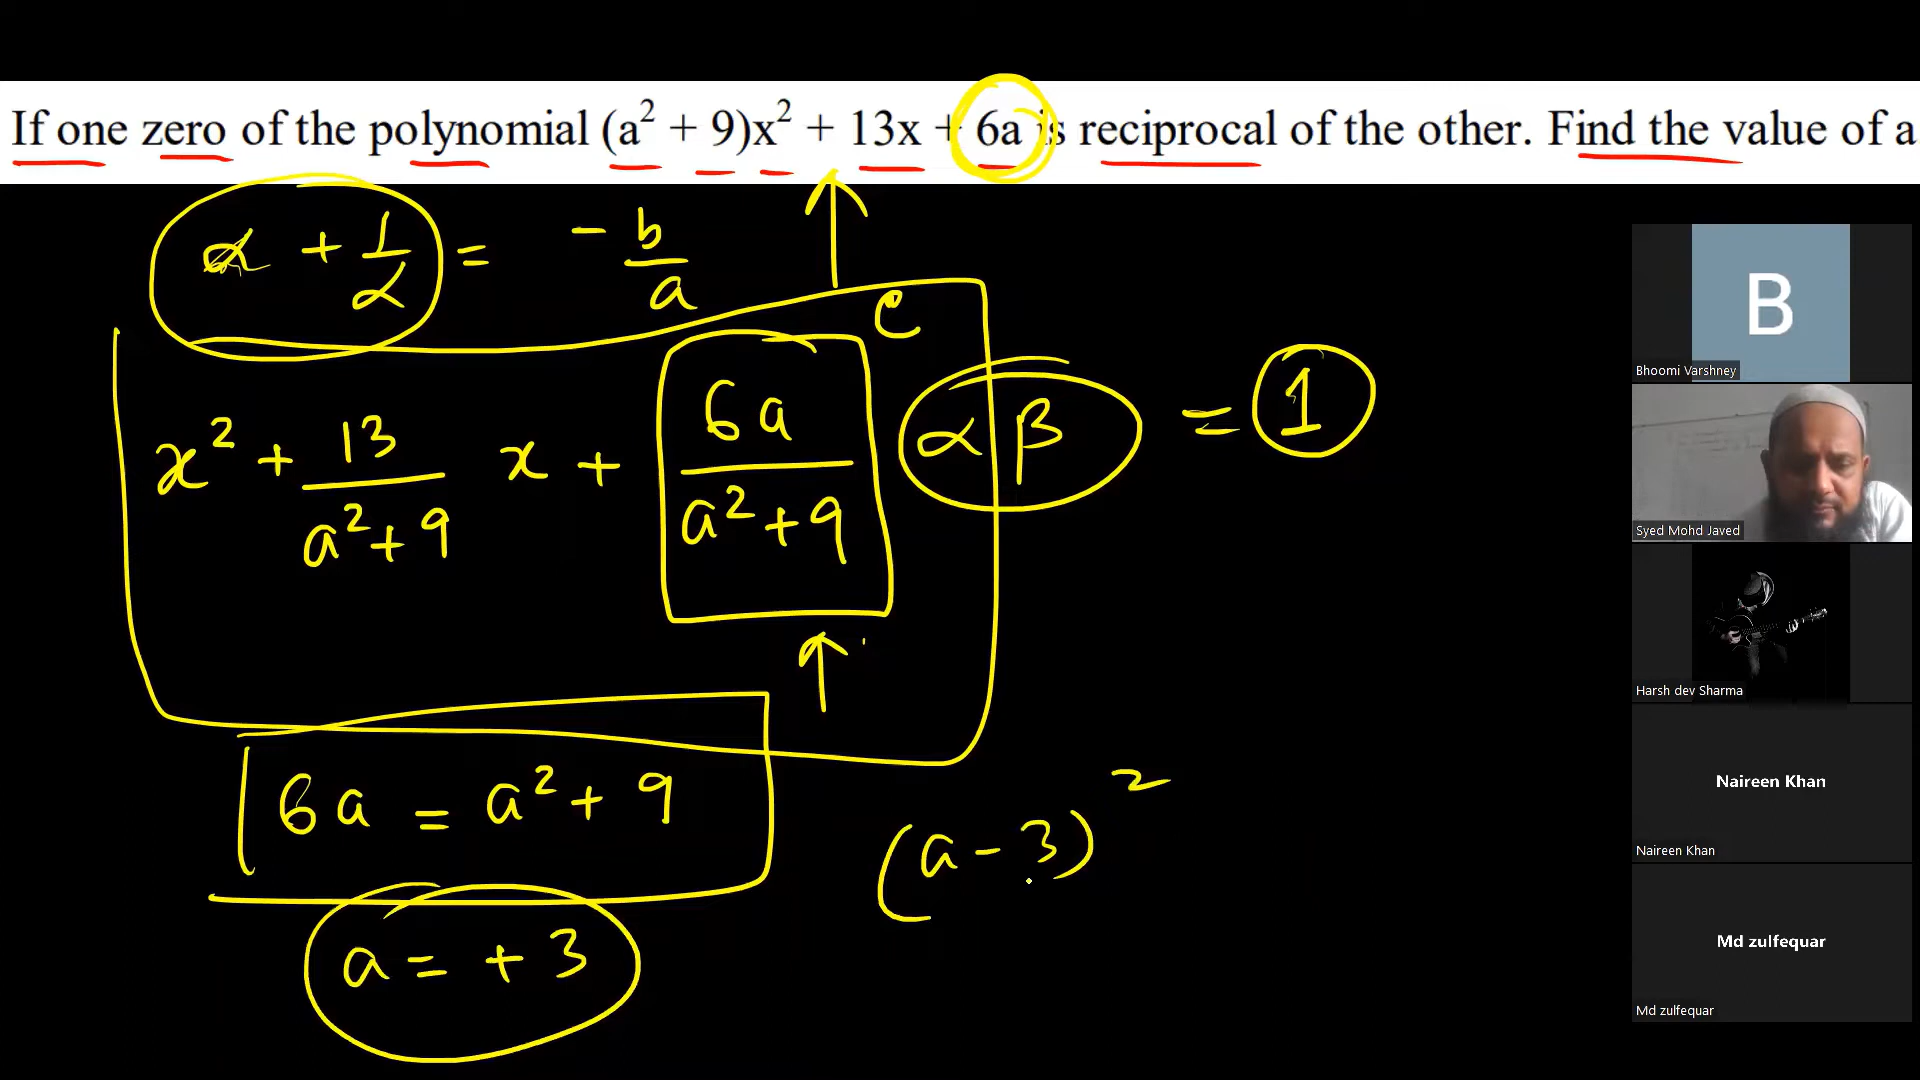 If one zero of the polynomial (a² + 9)x² + 13x + 6a is reciprocal of the other. Find the value of a.
α + 1/α = - b/a
c
x² + 13/(a²+9) x + 6a/(a²+9)
αβ = 1
6a = a² + 9
(a - 3)²
a = + 3
B
Bhoomi Varshney
Syed Mohd Javed
Harsh dev Sharma
Naireen Khan
Naireen Khan
Md zulfequar
Md zulfequar